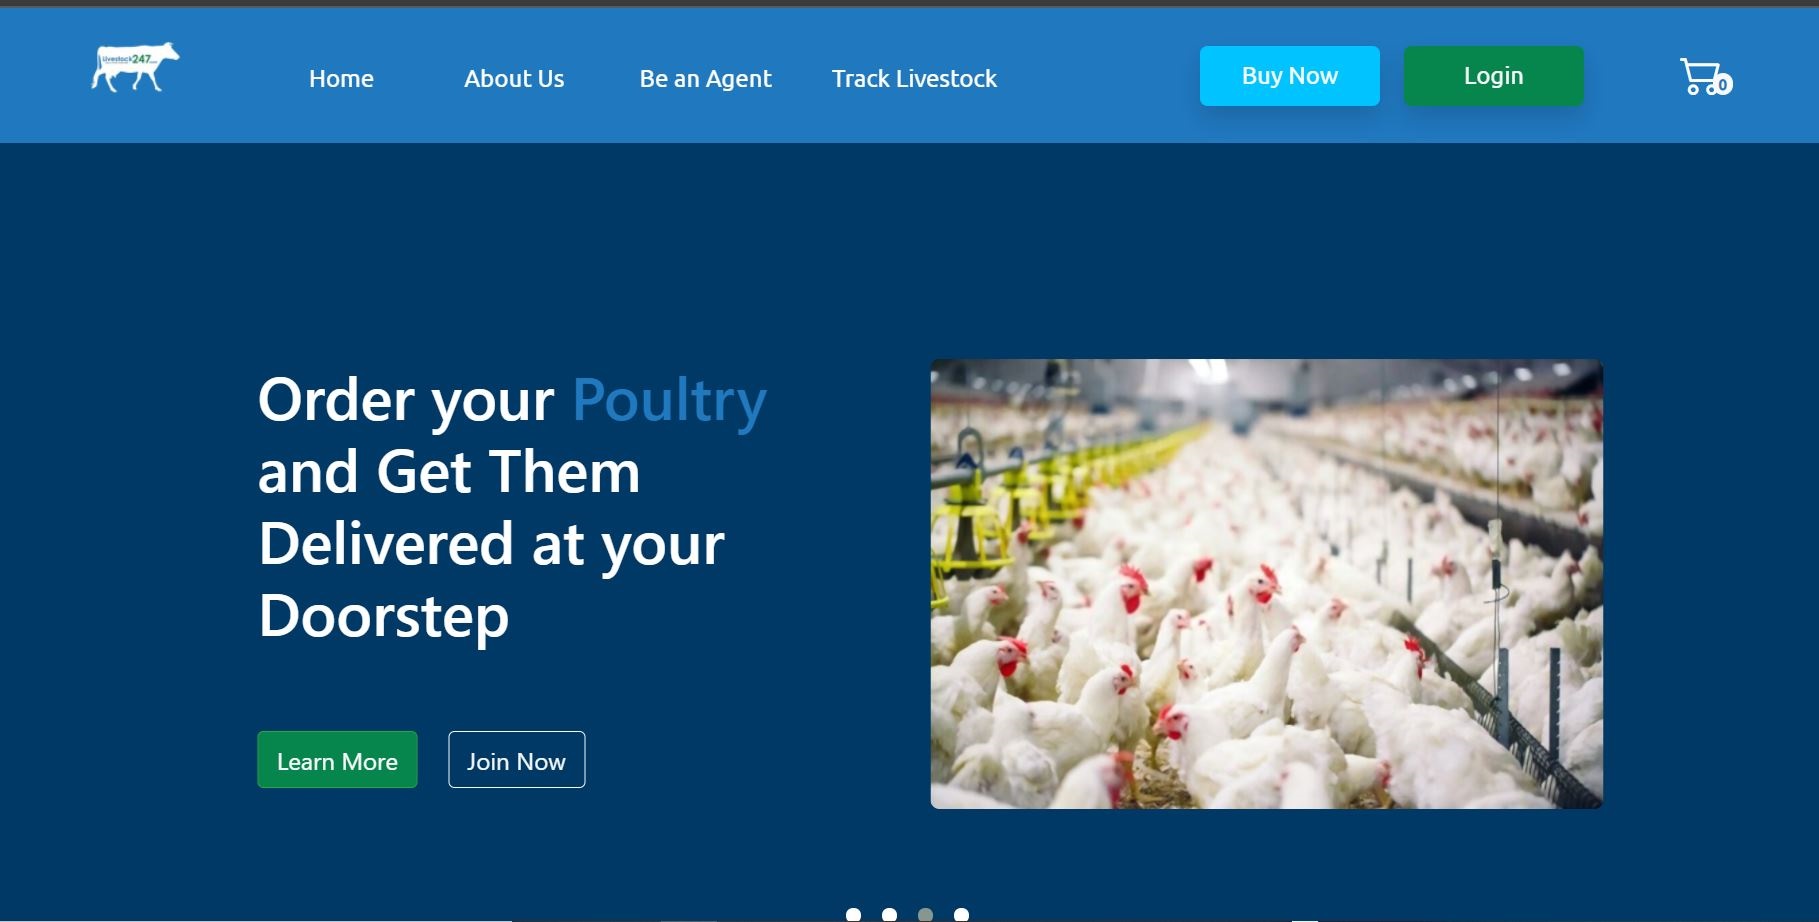 Livestock247
Home
About Us
Be an Agent
Track Livestock
Buy Now
Login
0
Order your Poultry
and Get Them
Delivered at your
Doorstep
Learn More
Join Now